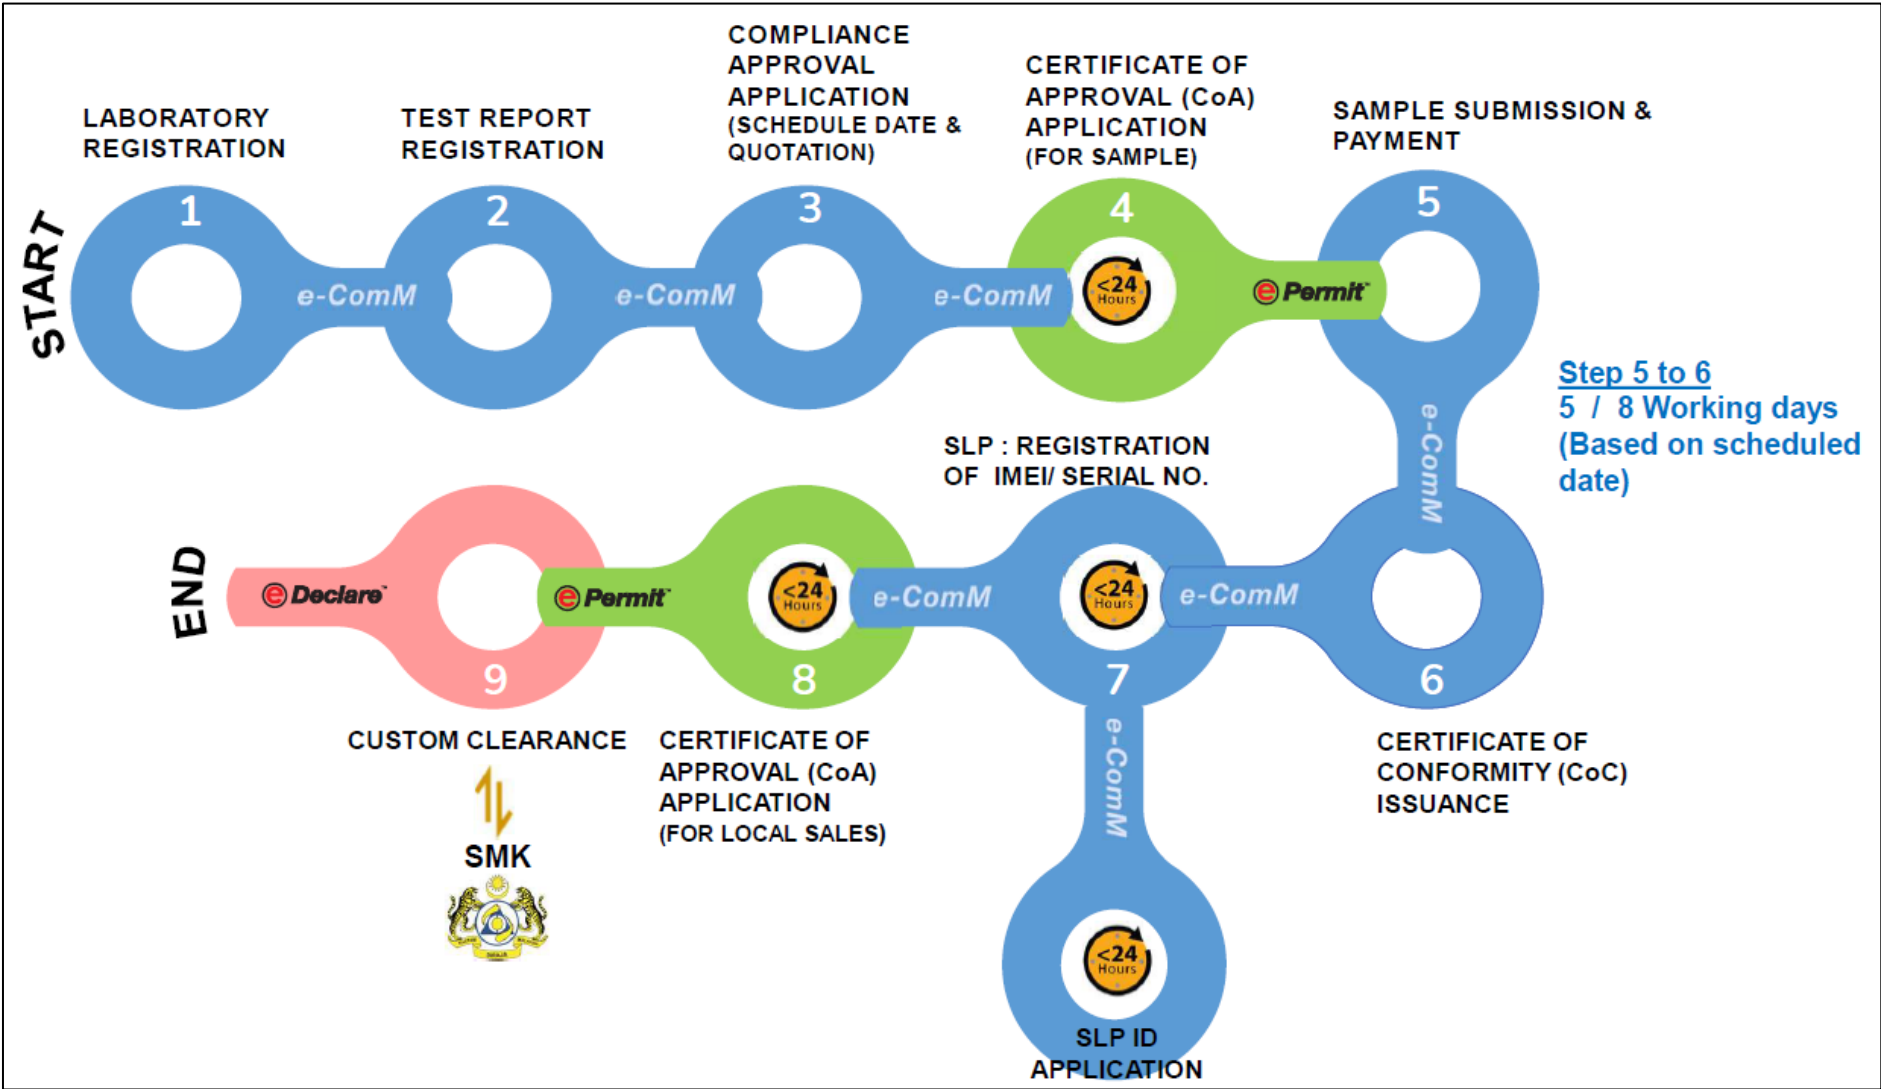 START
LABORATORY
REGISTRATION
1
e-ComM
TEST REPORT
REGISTRATION
2
e-ComM
COMPLIANCE
APPROVAL
APPLICATION
(SCHEDULE DATE &
QUOTATION)
3
e-ComM
CERTIFICATE OF
APPROVAL (CoA)
APPLICATION
(FOR SAMPLE)
4
<24
Hours
ePermit™
SAMPLE SUBMISSION &
PAYMENT
5
e-ComM
Step 5 to 6
5 / 8 Working days
(Based on scheduled
date)
6
CERTIFICATE OF
CONFORMITY (CoC)
ISSUANCE
e-ComM
SLP : REGISTRATION
OF IMEI/ SERIAL NO.
<24
Hours
7
e-ComM
<24
Hours
SLP ID
APPLICATION
e-ComM
<24
Hours
8
CERTIFICATE OF
APPROVAL (CoA)
APPLICATION
(FOR LOCAL SALES)
ePermit™
9
CUSTOM CLEARANCE
SMK
eDeclare™
END